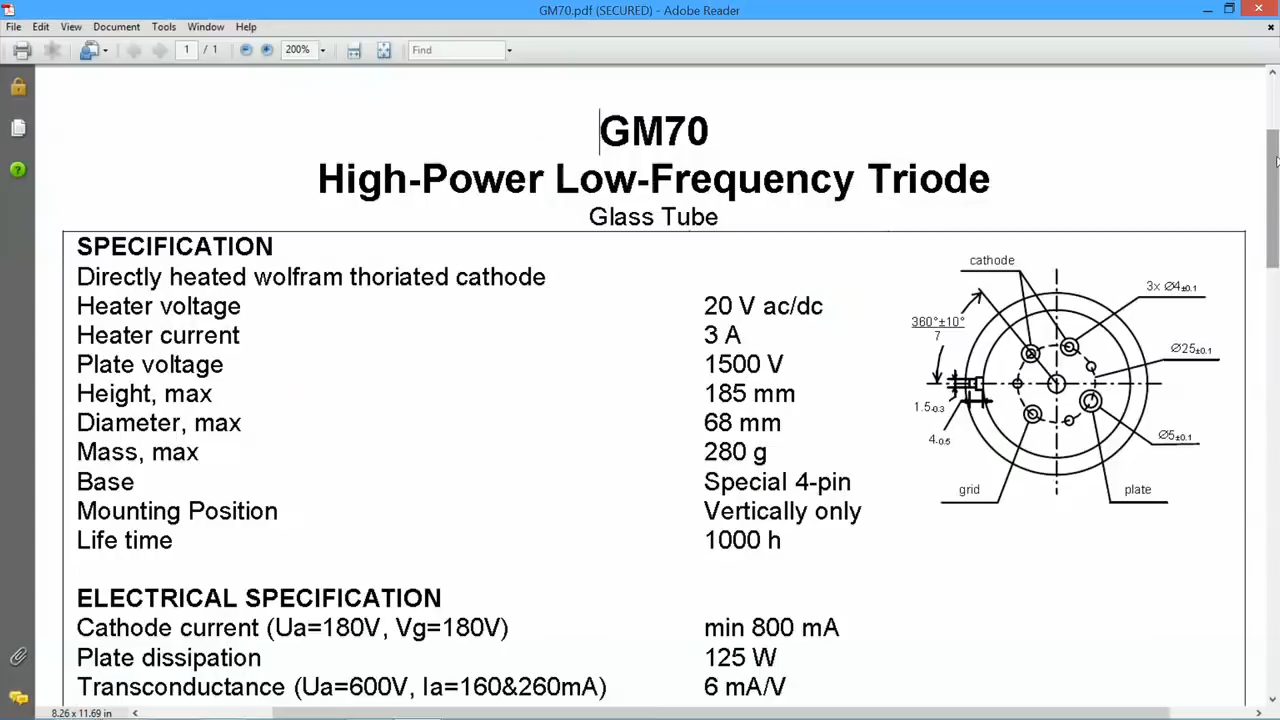 GM70.pdf (SECURED) - Adobe Reader
File Edit View Document Tools Window Help
1 / 1 200% Find
GM70
High-Power Low-Frequency Triode
Glass Tube
SPECIFICATION
Directly heated wolfram thoriated cathode
Heater voltage 20 V ac/dc
Heater current 3 A
Plate voltage 1500 V
Height, max 185 mm
Diameter, max 68 mm
Mass, max 280 g
Base Special 4-pin
Mounting Position Vertically only
Life time 1000 h
cathode
3x Ø4±0.1
360°±10°
7
Ø25±0.1
1.5-0.3
4-0.5
Ø5±0.1
grid
plate
ELECTRICAL SPECIFICATION
Cathode current (Ua=180V, Vg=180V) min 800 mA
Plate dissipation 125 W
Transconductance (Ua=600V, Ia=160&260mA) 6 mA/V
8.26 x 11.69 in